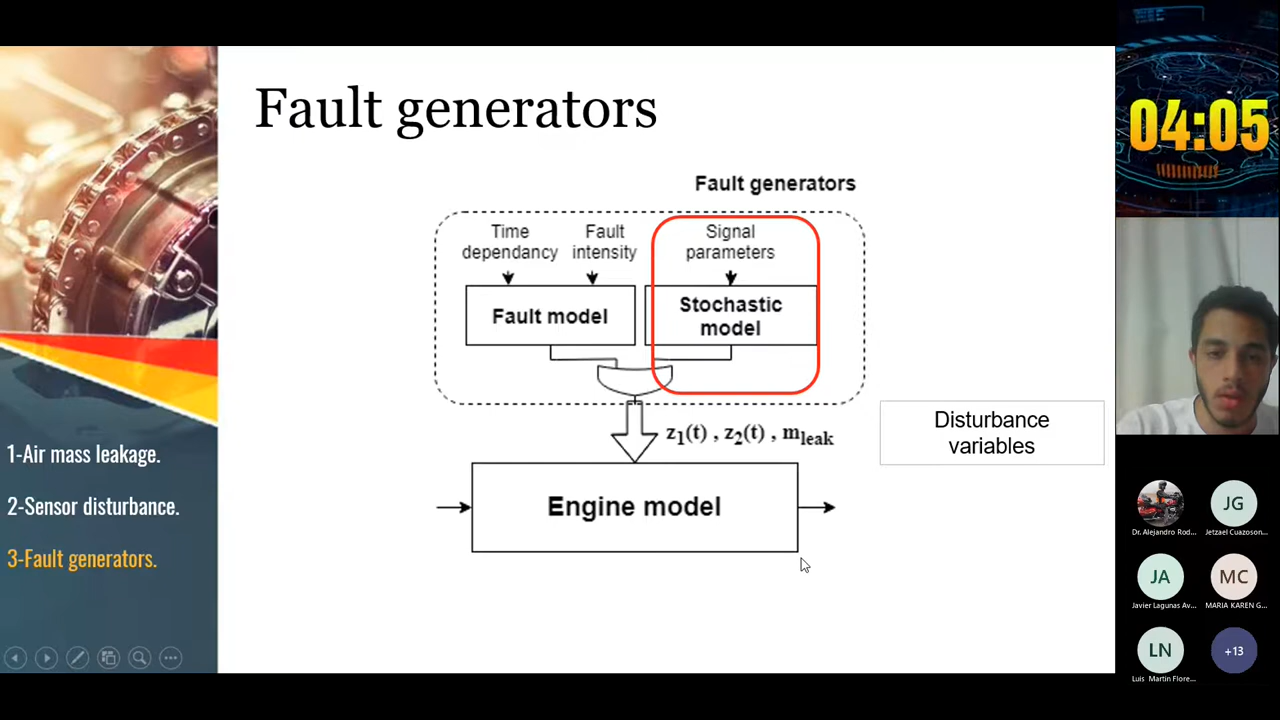 Fault generators
Fault generators
Time
dependancy
Fault
intensity
Signal
parameters
Fault model
Stochastic
model
z1(t) , z2(t) , mleak
Engine model
Disturbance
variables
1-Air mass leakage.
2-Sensor disturbance.
3-Fault generators.
04:05
Dr. Alejandro Rod...
JG
Jetzael Cuazoson...
JA
Javier Lagunas Av...
MC
MARIA KAREN G...
LN
Luis Martin Flore...
+13